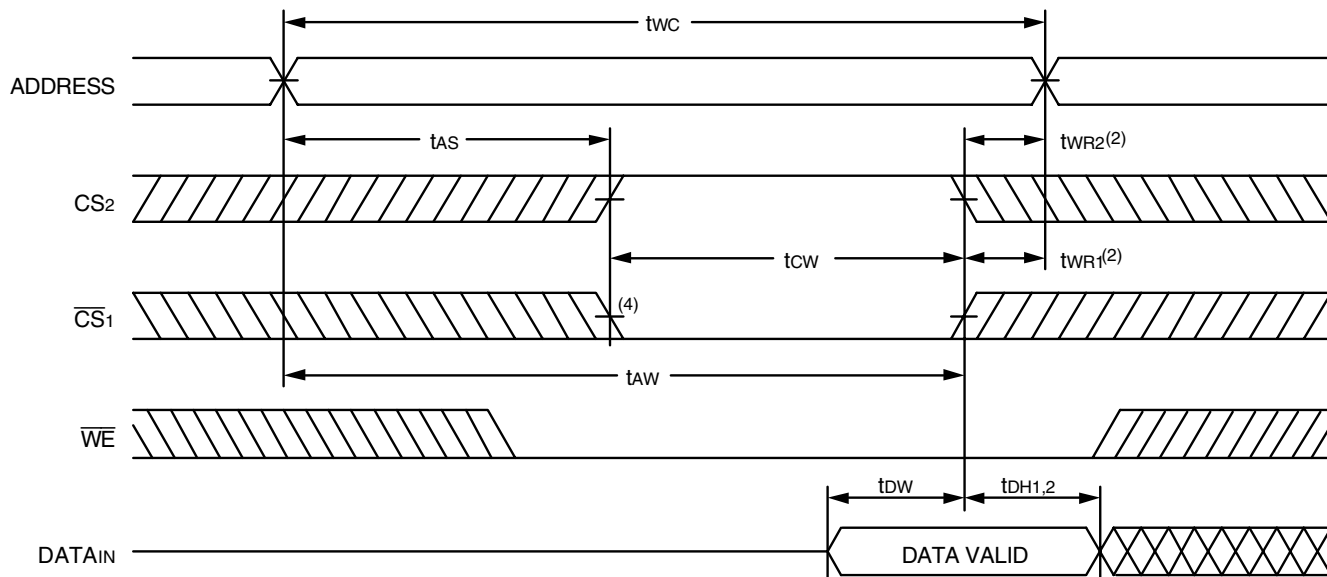 tWC
ADDRESS
tAS
tWR2(2)
CS2
tCW
tWR1(2)
CS1
(4)
tAW
WE
tDW
tDH1,2
DATAIN
DATA VALID